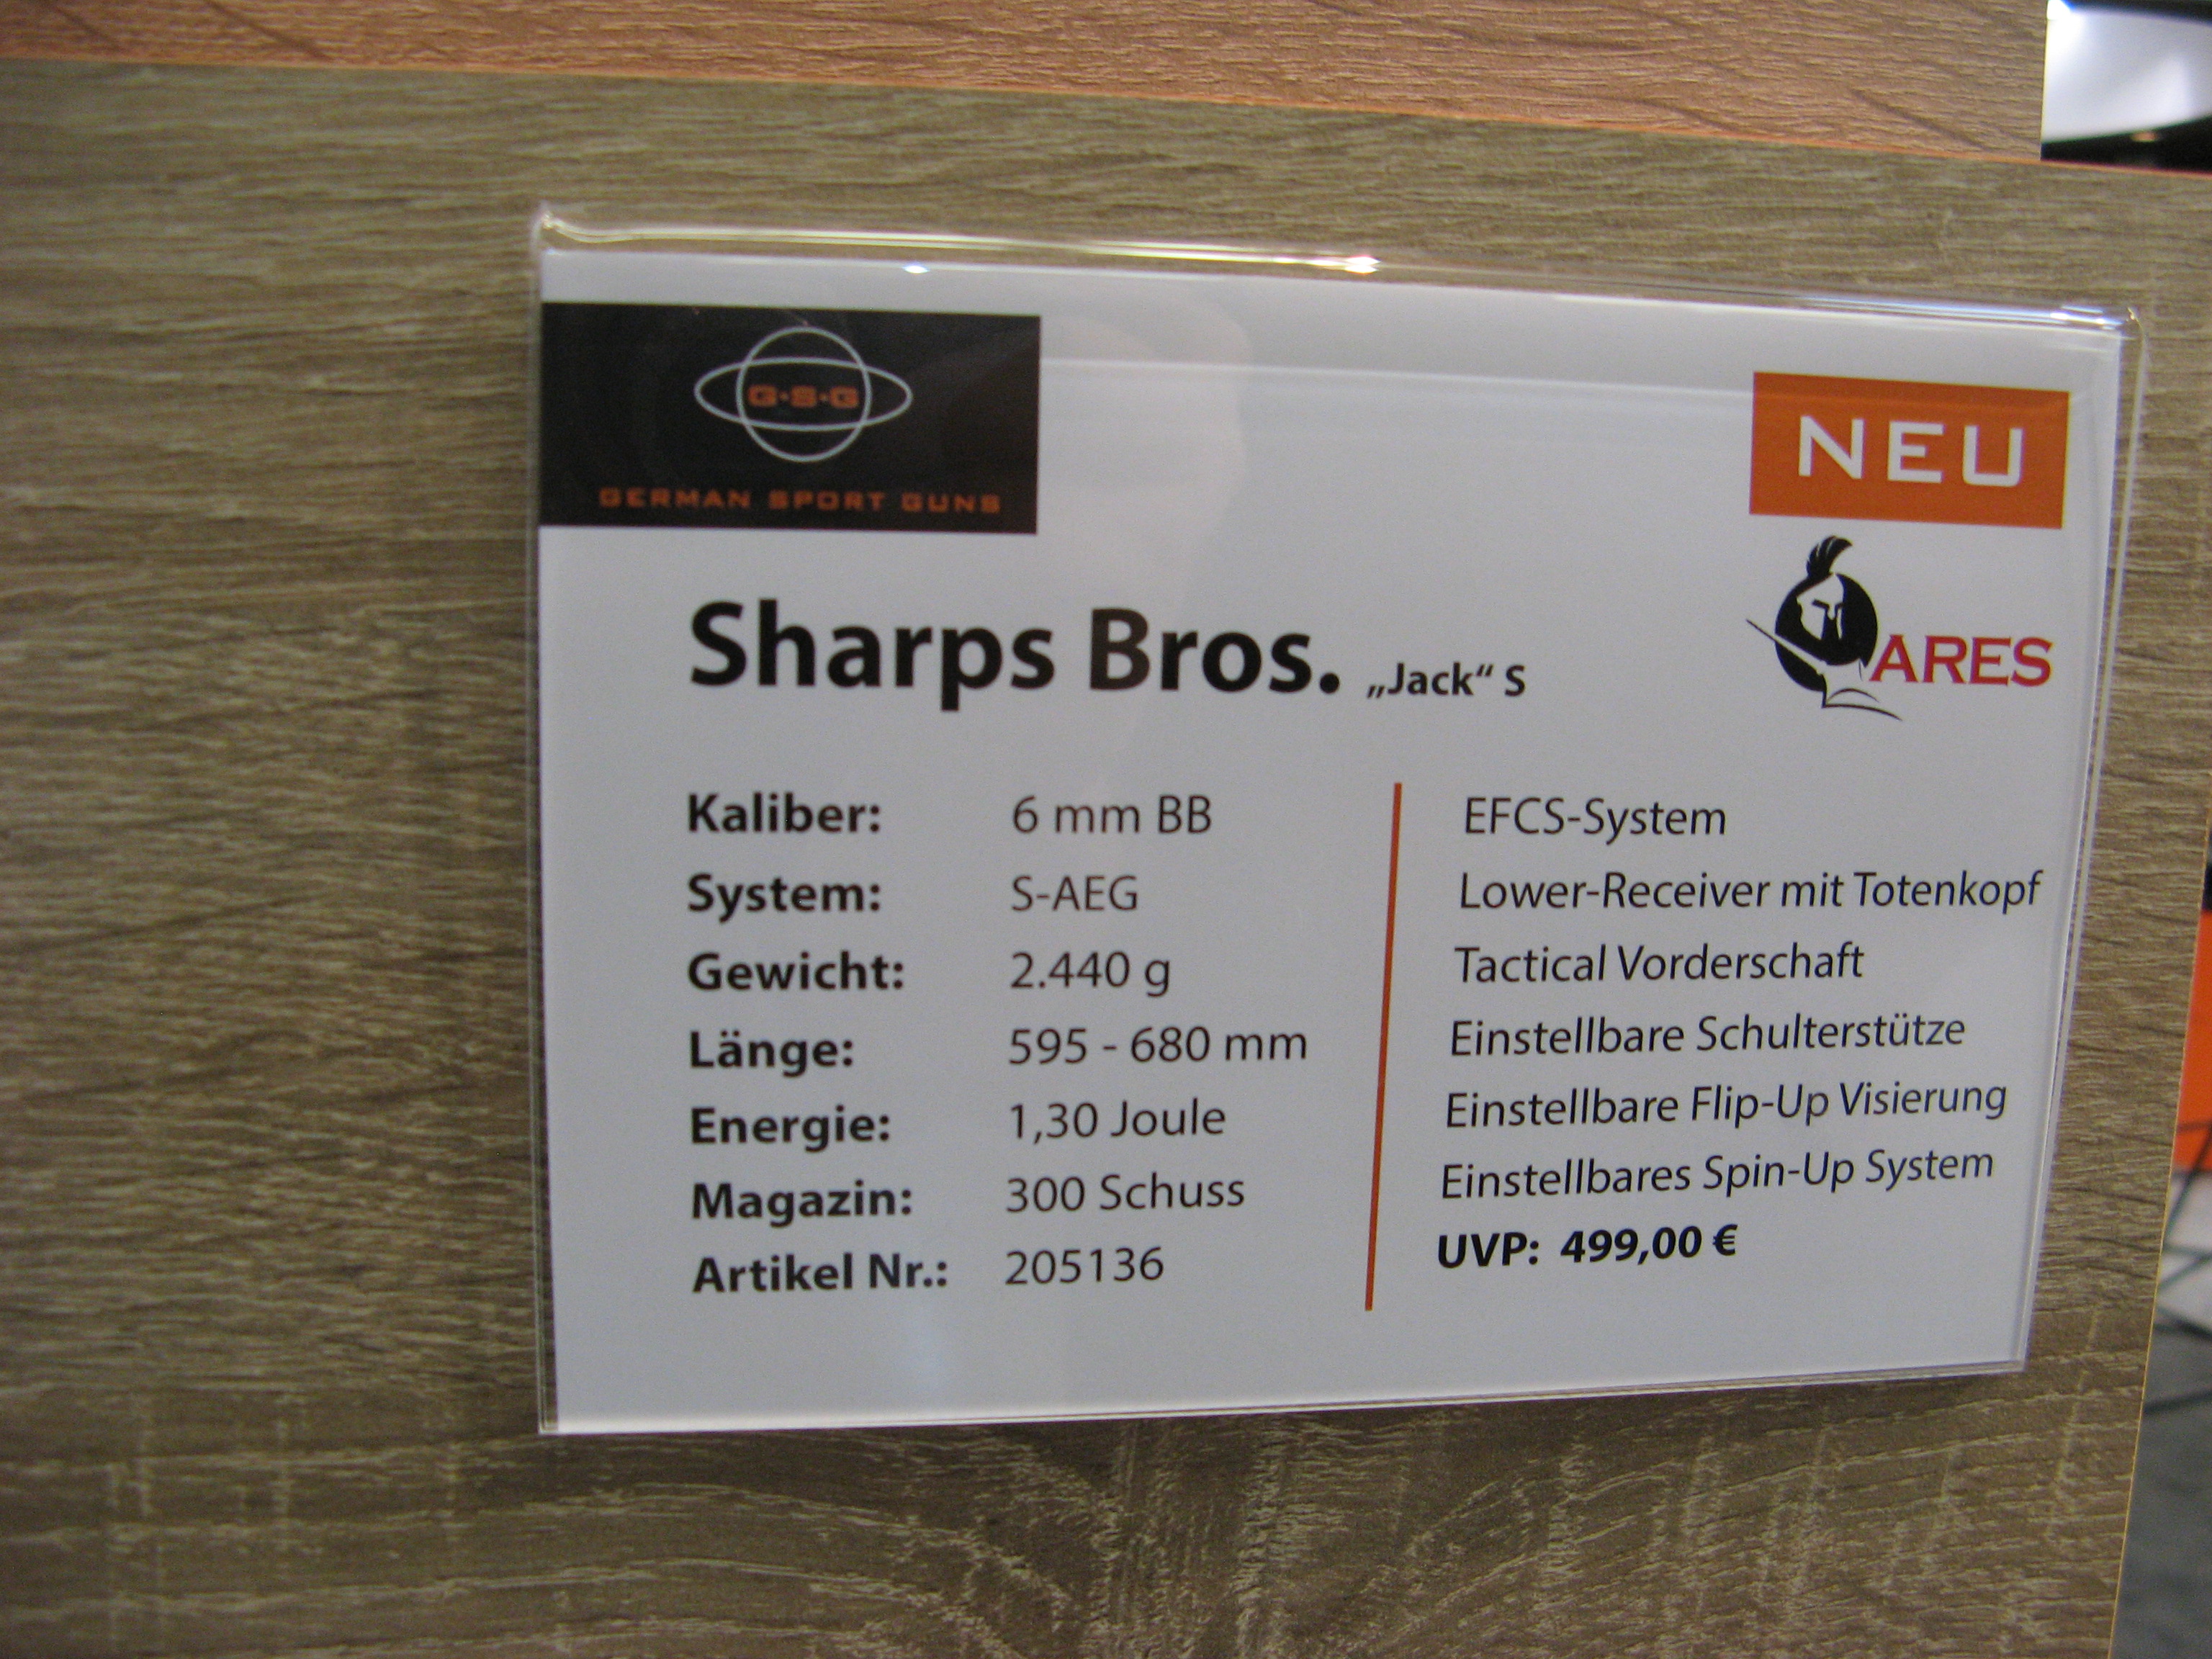 G·S·G
GERMAN SPORT GUNS
NEU
ARES
Sharps Bros. „Jack“ S
Kaliber: 6 mm BB
System: S-AEG
Gewicht: 2.440 g
Länge: 595 - 680 mm
Energie: 1,30 Joule
Magazin: 300 Schuss
Artikel Nr.: 205136
EFCS-System
Lower-Receiver mit Totenkopf
Tactical Vorderschaft
Einstellbare Schulterstütze
Einstellbare Flip-Up Visierung
Einstellbares Spin-Up System
UVP: 499,00 €